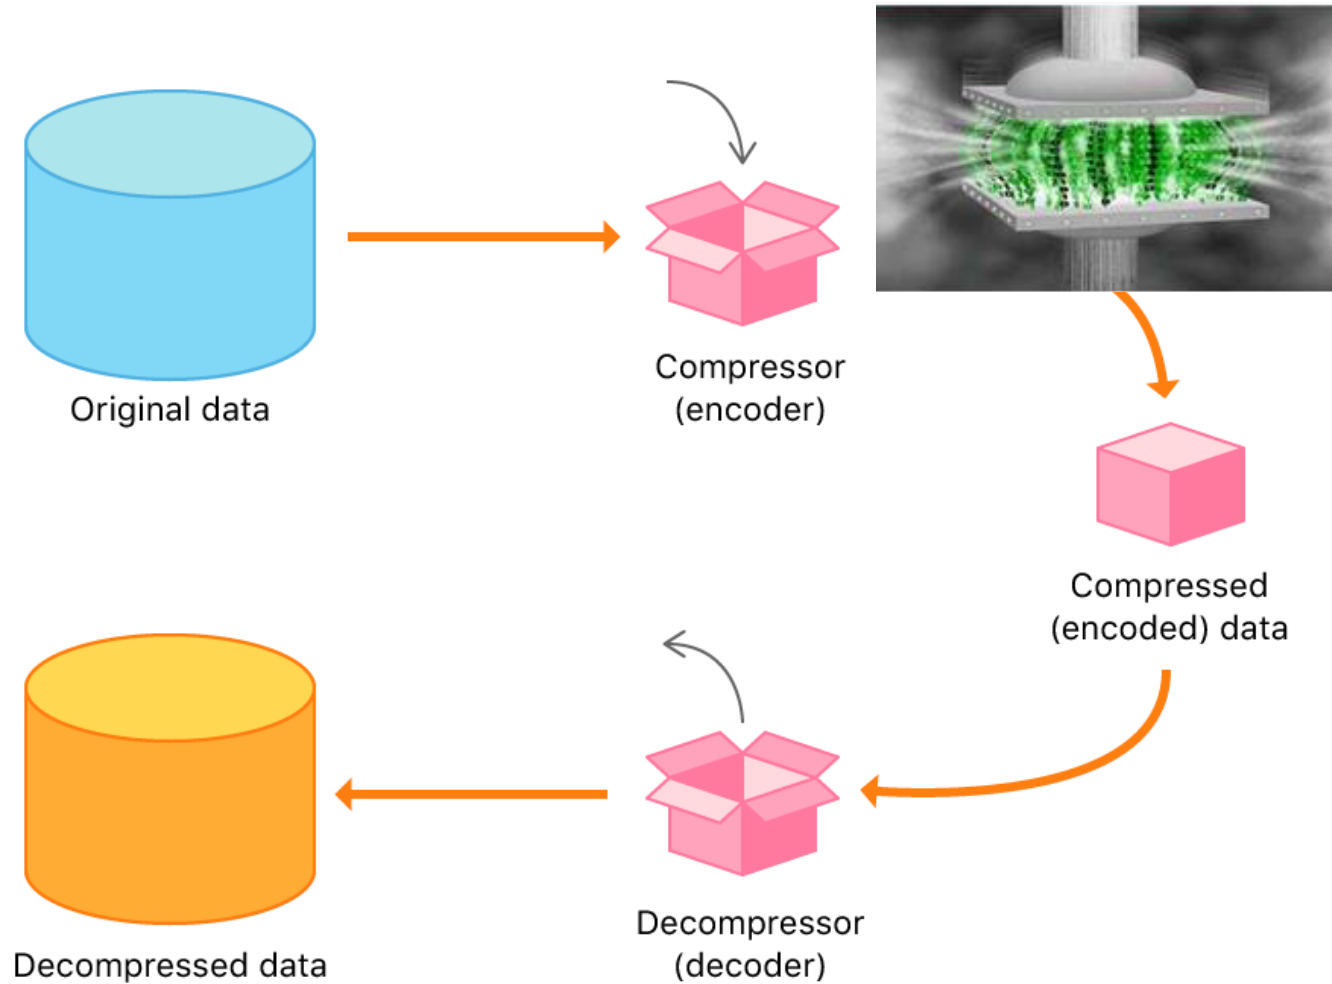 Original data
Compressor
(encoder)
Compressed
(encoded) data
Decompressor
(decoder)
Decompressed data